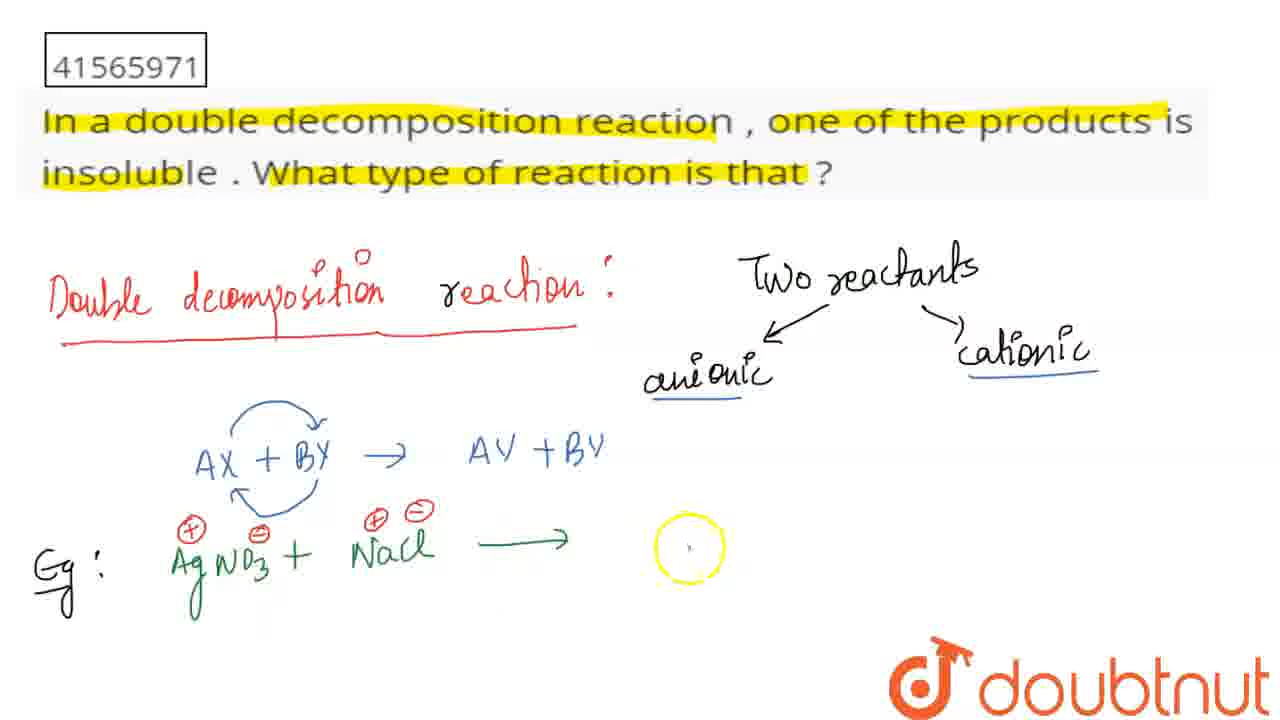 41565971
In a double decomposition reaction , one of the products is
insoluble . What type of reaction is that ?
Double decomposition reaction :
Two reactants
anionic
cationic
AX + BY → AY + BY
Eg : AgNO3 + NaCl →
⊕ ⊖ ⊕ ⊖
doubtnut